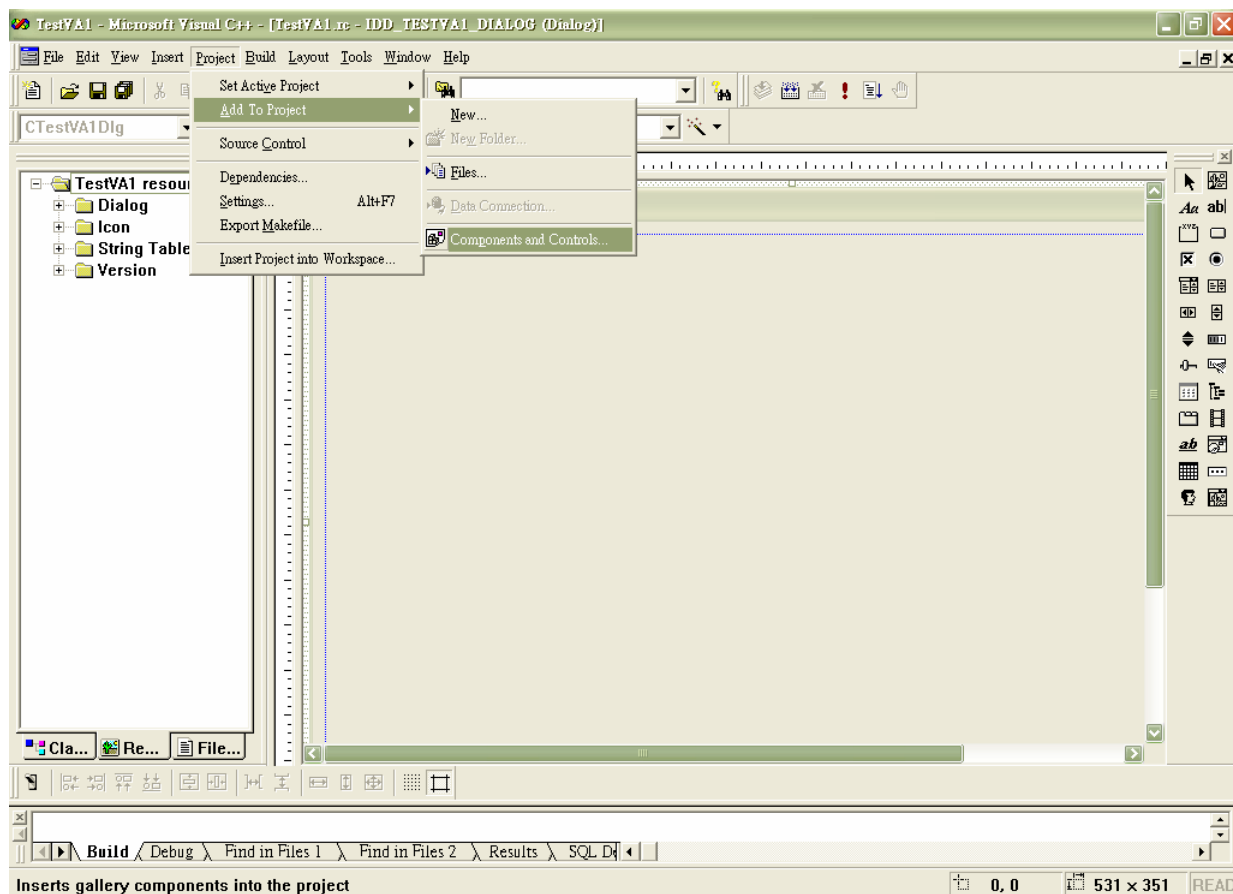 TestVA1 - Microsoft Visual C++ - [TestVA1.rc - IDD_TESTVA1_DIALOG (Dialog)]
File Edit View Insert Project Build Layout Tools Window Help
Set Active Project
Add To Project
Source Control
Dependencies...
Settings... Alt+F7
Export Makefile...
Insert Project into Workspace...
New...
New Folder...
Files...
Data Connection...
Components and Controls...
CTestVA1Dlg
TestVA1 resou
Dialog
Icon
String Table
Version
Aa ab|
XYZ
ab
Cla... Re... File...
Build Debug Find in Files 1 Find in Files 2 Results SQL De
Inserts gallery components into the project 0, 0 531 × 351 READ